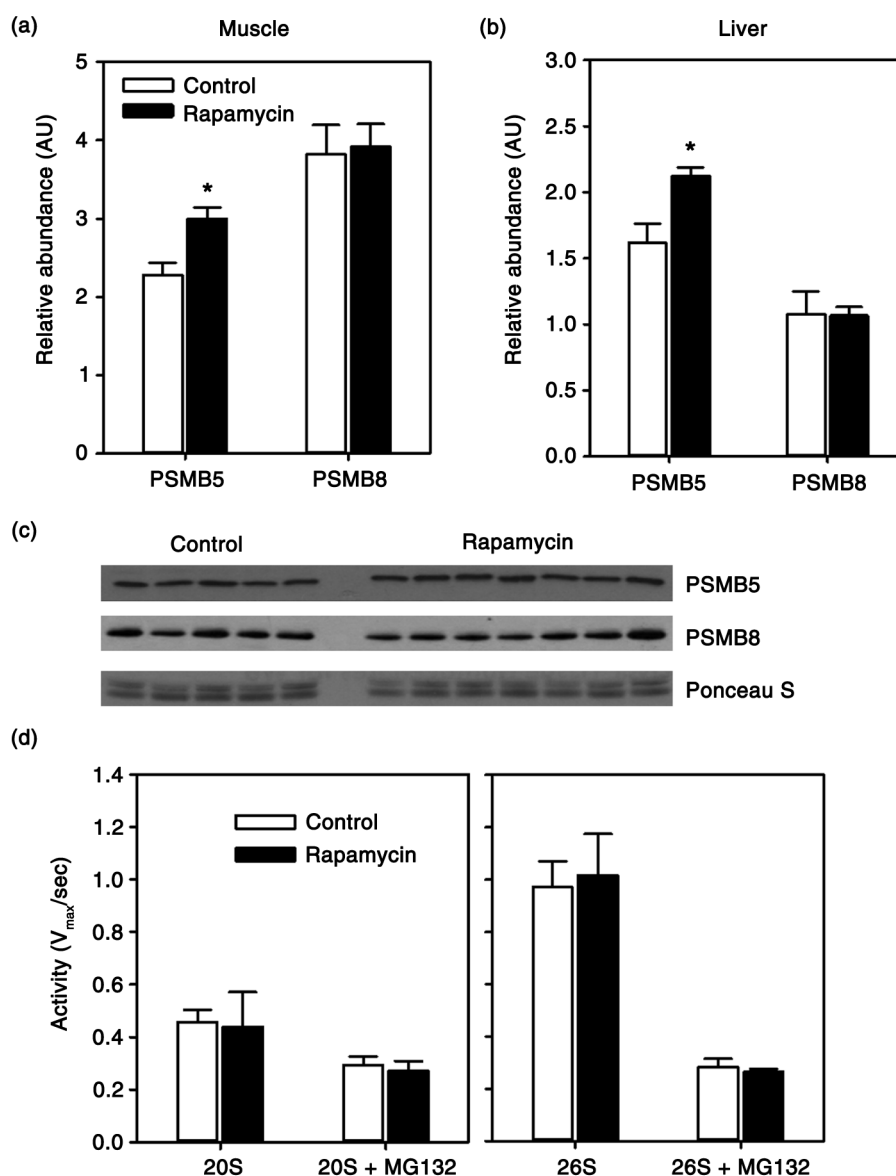 (a)
Muscle
Relative abundance (AU)
5
4
3
2
1
0
Control
Rapamycin
*
PSMB5 PSMB8
(b)
Liver
Relative abundance (AU)
3.0
2.5
2.0
1.5
1.0
0.5
0.0
*
PSMB5 PSMB8
(c)
Control Rapamycin
PSMB5
PSMB8
Ponceau S
(d)
Activity (Vmax/sec)
1.4
1.2
1.0
0.8
0.6
0.4
0.2
0.0
Control
Rapamycin
20S 20S + MG132 26S 26S + MG132